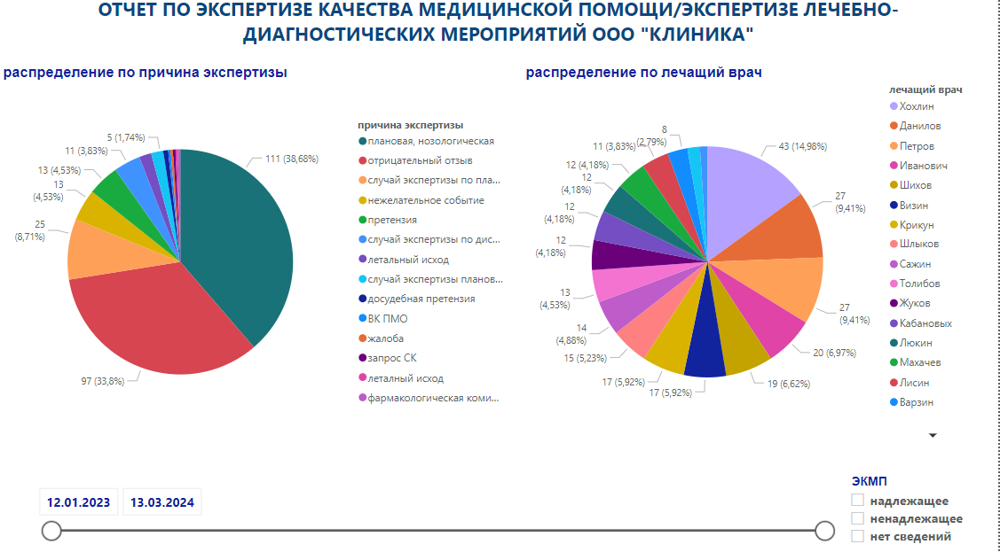 ОТЧЕТ ПО ЭКСПЕРТИЗЕ КАЧЕСТВА МЕДИЦИНСКОЙ ПОМОЩИ/ЭКСПЕРТИЗЕ ЛЕЧЕБНО-
ДИАГНОСТИЧЕСКИХ МЕРОПРИЯТИЙ ООО "КЛИНИКА"
распределение по причина экспертизы
5 (1,74%)
11 (3,83%)
13 (4,53%)
13
(4,53%)
25
(8,71%)
97 (33,8%)
111 (38,68%)
причина экспертизы
плановая, нозологическая
отрицательный отзыв
случай экспертизы по пла...
нежелательное событие
претензия
случай экспертизы по дис...
летальный исход
случай экспертизы планов...
досудебная претензия
ВК ПМО
жалоба
запрос СК
леталный исход
фармакологическая коми...
распределение по лечащий врач
8
(2,79%)
11 (3,83%)
12 (4,18%)
12
(4,18%)
12
(4,18%)
12
(4,18%)
13
(4,53%)
14
(4,88%)
15 (5,23%)
17 (5,92%)
17 (5,92%)
19 (6,62%)
20 (6,97%)
27
(9,41%)
27
(9,41%)
43 (14,98%)
лечащий врач
Хохлин
Данилов
Петров
Иванович
Шихов
Визин
Крикун
Шлыков
Сажин
Толибов
Жуков
Кабановых
Люкин
Махачев
Лисин
Варзин
12.01.2023
13.03.2024
ЭКМП
надлежащее
ненадлежащее
нет сведений